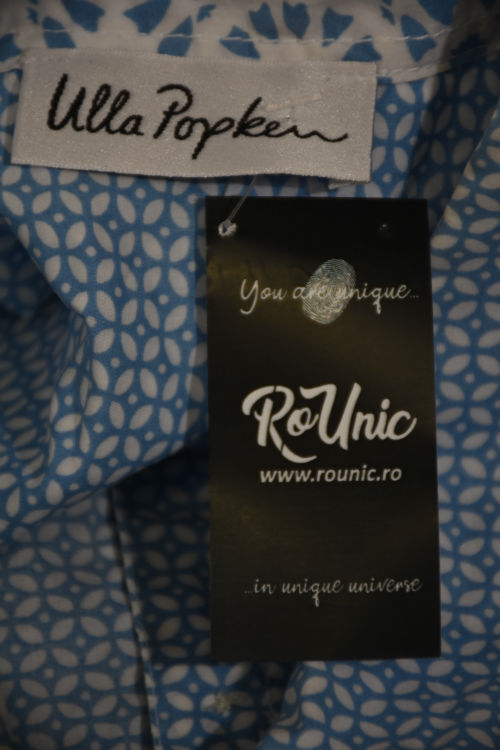 Ulla Popken
You are unique...
RoUnic
www.rounic.ro
...in unique universe